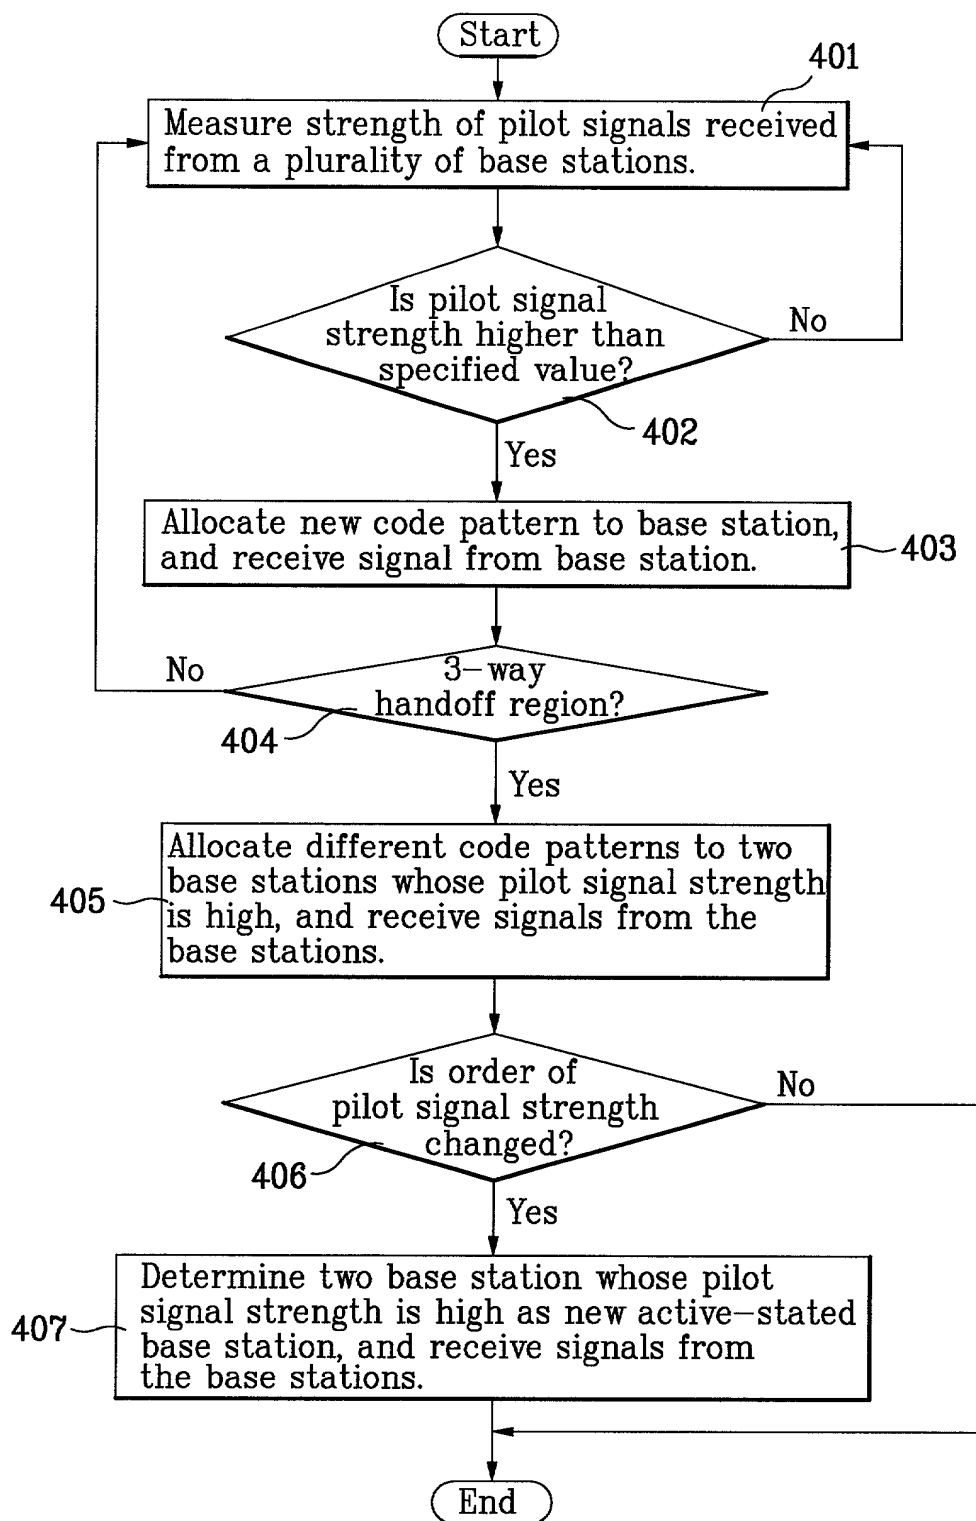 Start
401
Measure strength of pilot signals received
from a plurality of base stations.
Is pilot signal
strength higher than
specified value?
No
402
Yes
Allocate new code pattern to base station,
and receive signal from base station.
403
No
3-way
handoff region?
404
Yes
Allocate different code patterns to two
base stations whose pilot signal strength
is high, and receive signals from the
base stations.
405
Is order of
pilot signal strength
changed?
No
406
Yes
Determine two base station whose pilot
signal strength is high as new active-stated
base station, and receive signals from
the base stations.
407
End